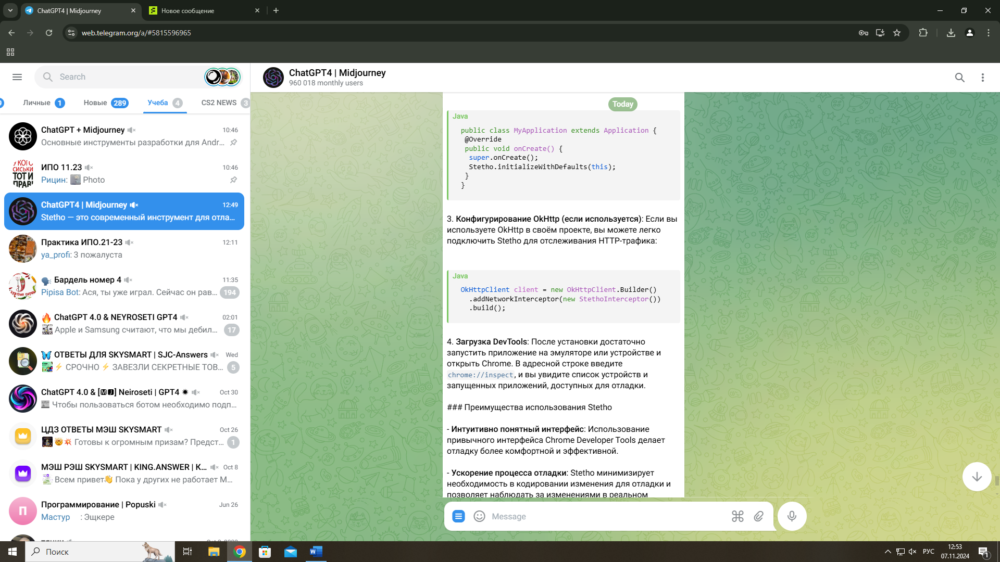 ChatGPT4 | Midjourney
Новое сообщение
web.telegram.org/a/#5815596965
Search
Личные 1
Новые 289
Учеба 4
CS2 NEWS 3
ChatGPT + Midjourney
10:46
Основные инструменты разработки для Andr...
ИПО 11.23
10:46
Рицин: Photo
ChatGPT4 | Midjourney
12:49
Stetho — это современный инструмент для отла...
Практика ИПО.21-23
12:11
ya_profi: 3 пожалуста
Бардель номер 4
11:35
Pipisa Bot: Ася, ты уже играл. Сейчас он рав...
194
ChatGPT 4.0 & NEYROSETI GPT4
02:01
Apple и Samsung считают, что мы дебил...
17
ОТВЕТЫ ДЛЯ SKYSMART | SJC-Answers
Wed
СРОЧНО ⚡ ЗАВЕЗЛИ СЕКРЕТНЫЕ ТОВ...
5
ChatGPT 4.0 & [🅼🅹] Neiroseti | GPT4
Oct 30
Чтобы пользоваться ботом необходимо подп...
ЦДЗ ОТВЕТЫ МЭШ SKYSMART
Oct 26
Готовы к огромным призам? Предст...
1
МЭШ РЭШ SKYSMART | KING.ANSWER | К...
Oct 8
Всем привет👋 Пока у других не работает М...
П
Программирование | Popuski
Jun 26
Мастур : Эщкере
ChatGPT4 | Midjourney
960 018 monthly users
Today
Java
public class MyApplication extends Application {
@Override
public void onCreate() {
super.onCreate();
Stetho.initializeWithDefaults(this);
}
}
3. Конфигурирование OkHttp (если используется): Если вы
используете OkHttp в своём проекте, вы можете легко
подключить Stetho для отслеживания HTTP-трафика:
Java
OkHttpClient client = new OkHttpClient.Builder()
.addNetworkInterceptor(new StethoInterceptor())
.build();
4. Загрузка DevTools: После установки достаточно
запустить приложение на эмуляторе или устройстве и
открыть Chrome. В адресной строке введите
chrome://inspect, и вы увидите список устройств и
запущенных приложений, доступных для отладки.
### Преимущества использования Stetho
- Интуитивно понятный интерфейс: Использование
привычного интерфейса Chrome Developer Tools делает
отладку более комфортной и эффективной.
- Ускорение процесса отладки: Stetho минимизирует
необходимость в кодировании изменения для отладки и
позволяет наблюдать за изменениями в реальном
Message
Поиск
РУС
12:53
07.11.2024
1